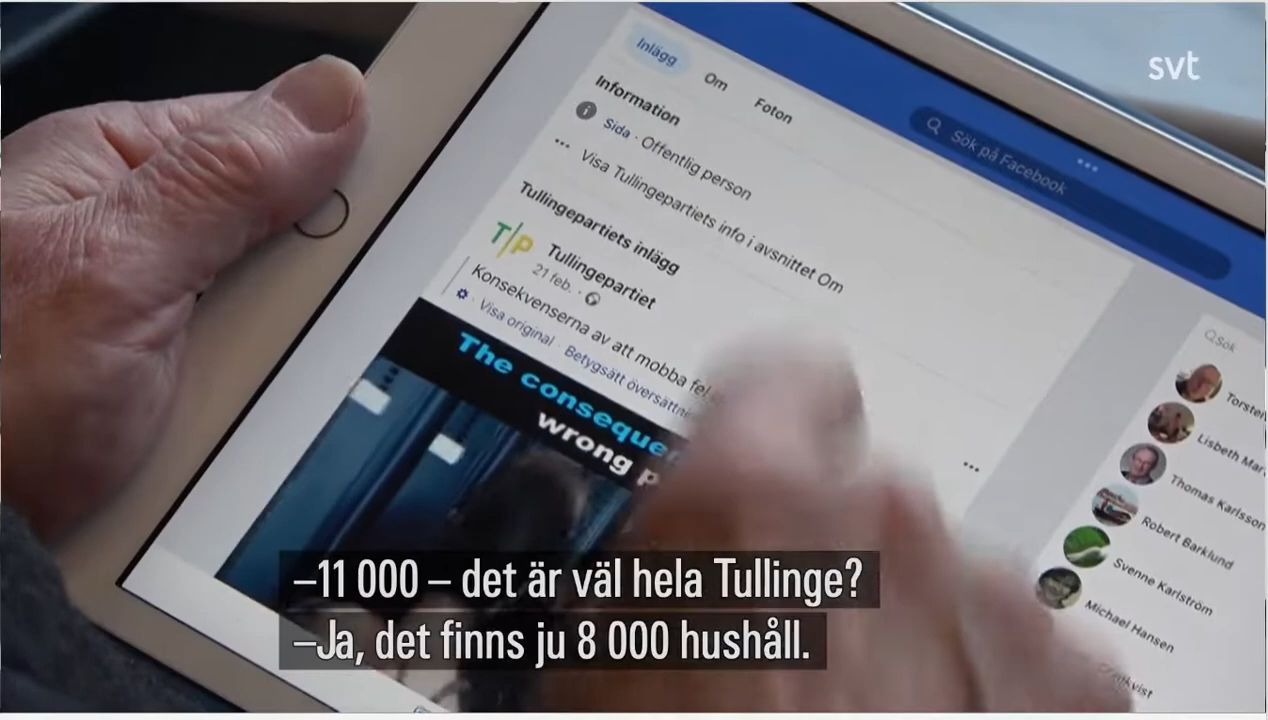 svt
Inlägg
Om
Foton
Sök på Facebook
Information
Sida · Offentlig person
Visa Tullingepartiets info i avsnittet Om
Tullingepartiets inlägg
T/P
Tullingepartiet
21 feb. ·
Konsekvenserna av att mobba fel
Visa original · Betygsätt
The
wrong
Sök
Lisbeth
Thomas Karlsson
Robert Barklund
Svenne Karlström
Michael Hansen
–11 000 – det är väl hela Tullinge?
–Ja, det finns ju 8 000 hushåll.